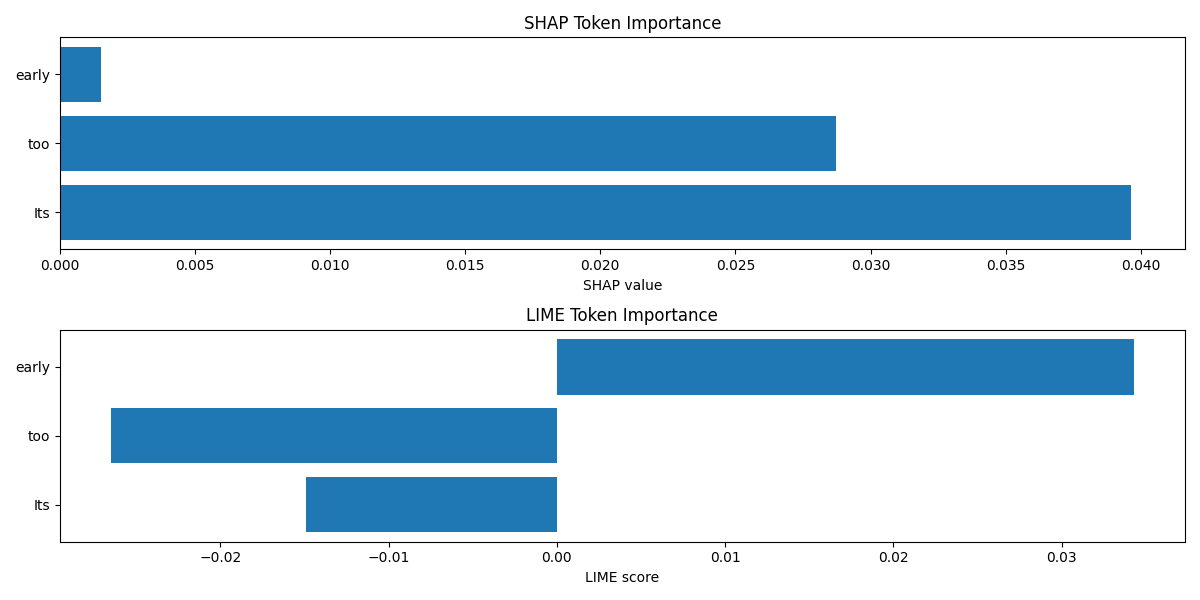 SHAP Token Importance
early
too
Its
0.000 0.005 0.010 0.015 0.020 0.025 0.030 0.035 0.040
SHAP value
LIME Token Importance
early
too
Its
−0.02 −0.01 0.00 0.01 0.02 0.03
LIME score